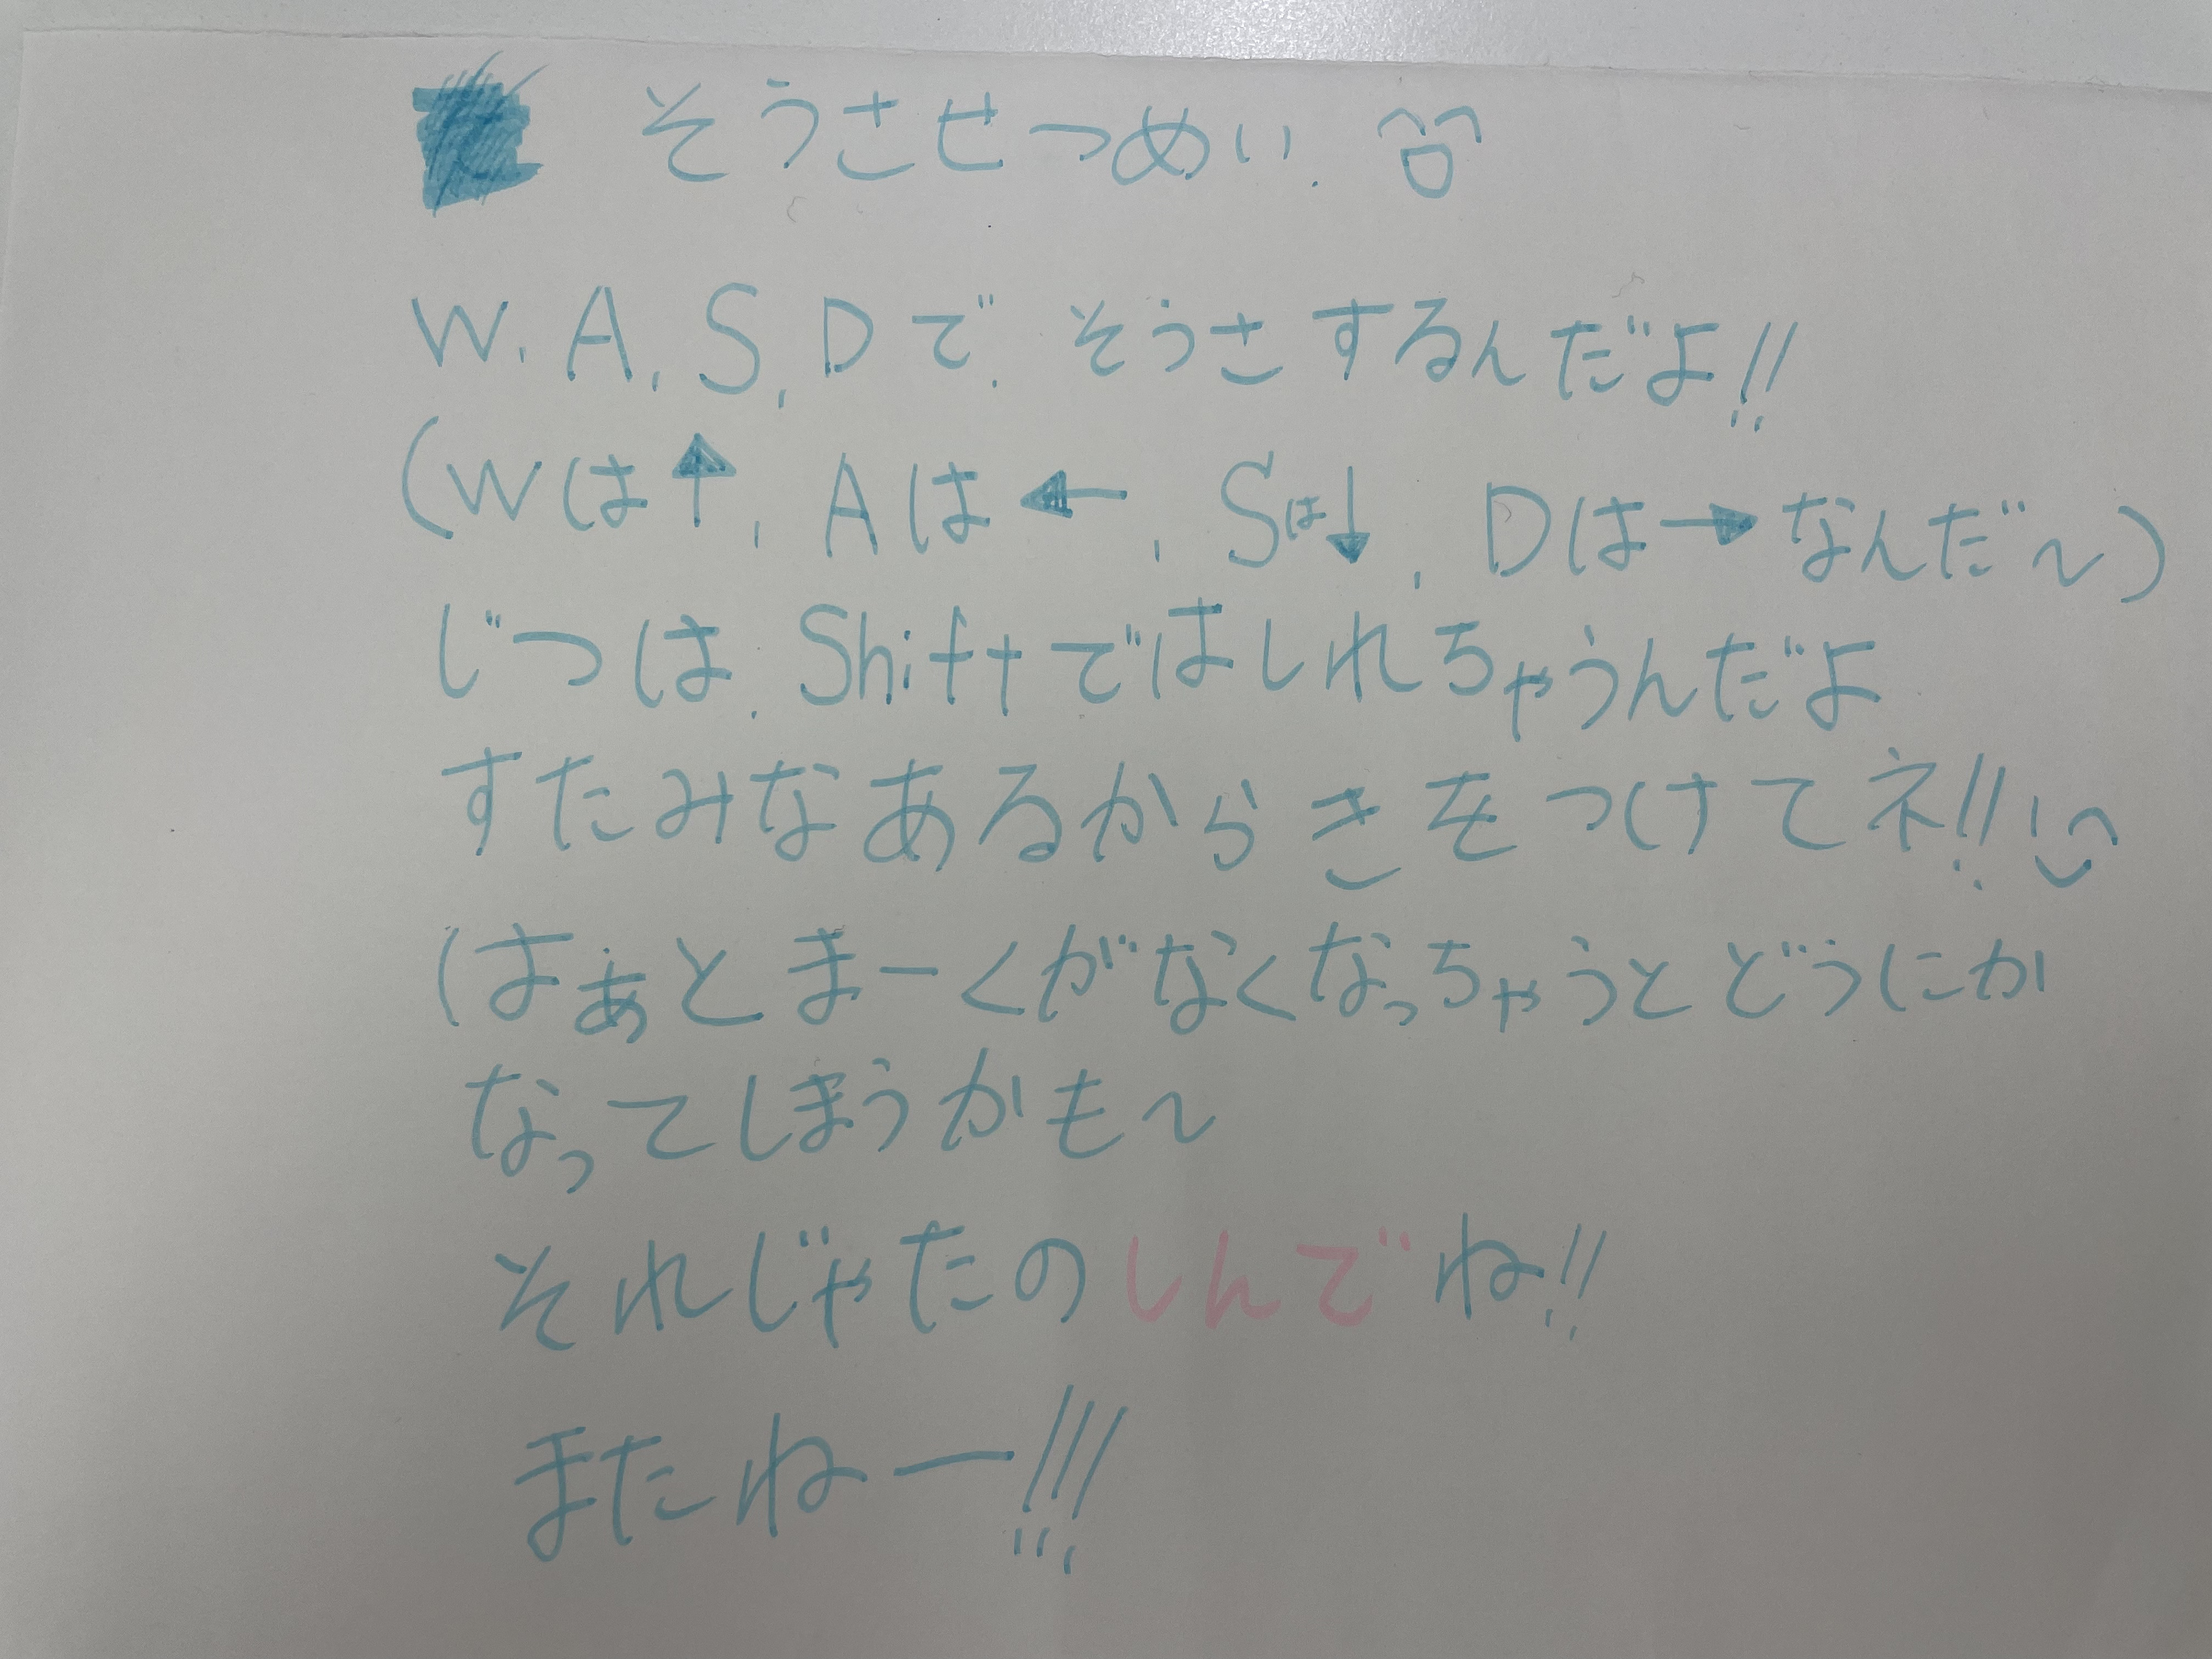 そうさせつめい.
W, A, S, Dで, そうさするんだよ!!
(Wは↑, Aは←, Sは↓, Dは→なんだ~)
じつは, Shiftではしれちゃうんだよ
すたみなあるからきをつけてネ!!
はぁとまーくがなくなっちゃうとどうにか
なってしまうかも~
それじゃたのしんでね!!
またねー!!!